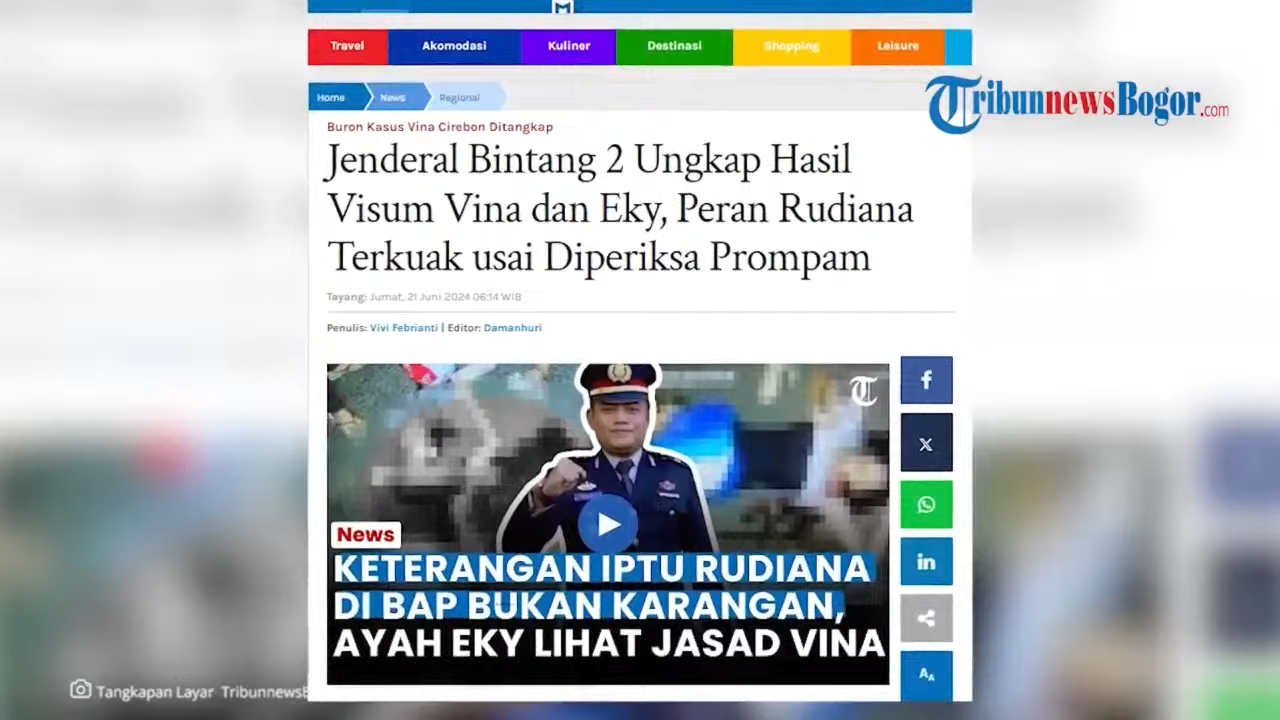 Travel
Akomodasi
Kuliner
Destinasi
Shopping
Leisure
Home
News
Regional
TribunnewsBogor.com
Buron Kasus Vina Cirebon Ditangkap
Jenderal Bintang 2 Ungkap Hasil
Visum Vina dan Eky, Peran Rudiana
Terkuak usai Diperiksa Prompam
Tayang: Jumat, 21 Juni 2024 06:14 WIB
Penulis: Vivi Febrianti | Editor: Damanhuri
News
KETERANGAN IPTU RUDIANA
DI BAP BUKAN KARANGAN,
AYAH EKY LIHAT JASAD VINA
AA
Tangkapan Layar TribunnewsB